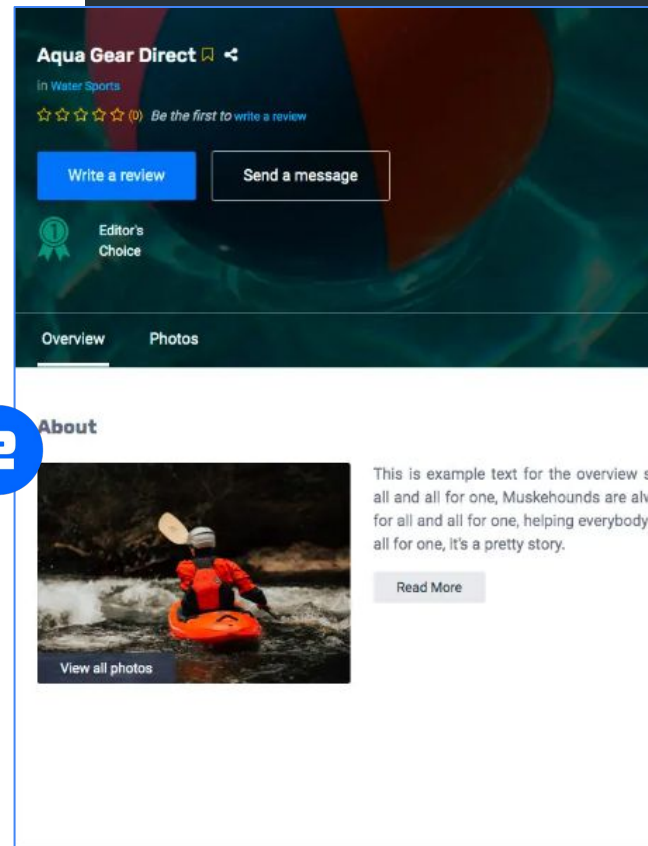 Aqua Gear Direct
in Water Sports
(0) Be the first to write a review
Write a review
Send a message
1
Editor's
Choice
Overview
Photos
About
This is example text for the overview s
all and all for one, Muskehounds are alw
for all and all for one, helping everybody
all for one, it's a pretty story.
Read More
View all photos